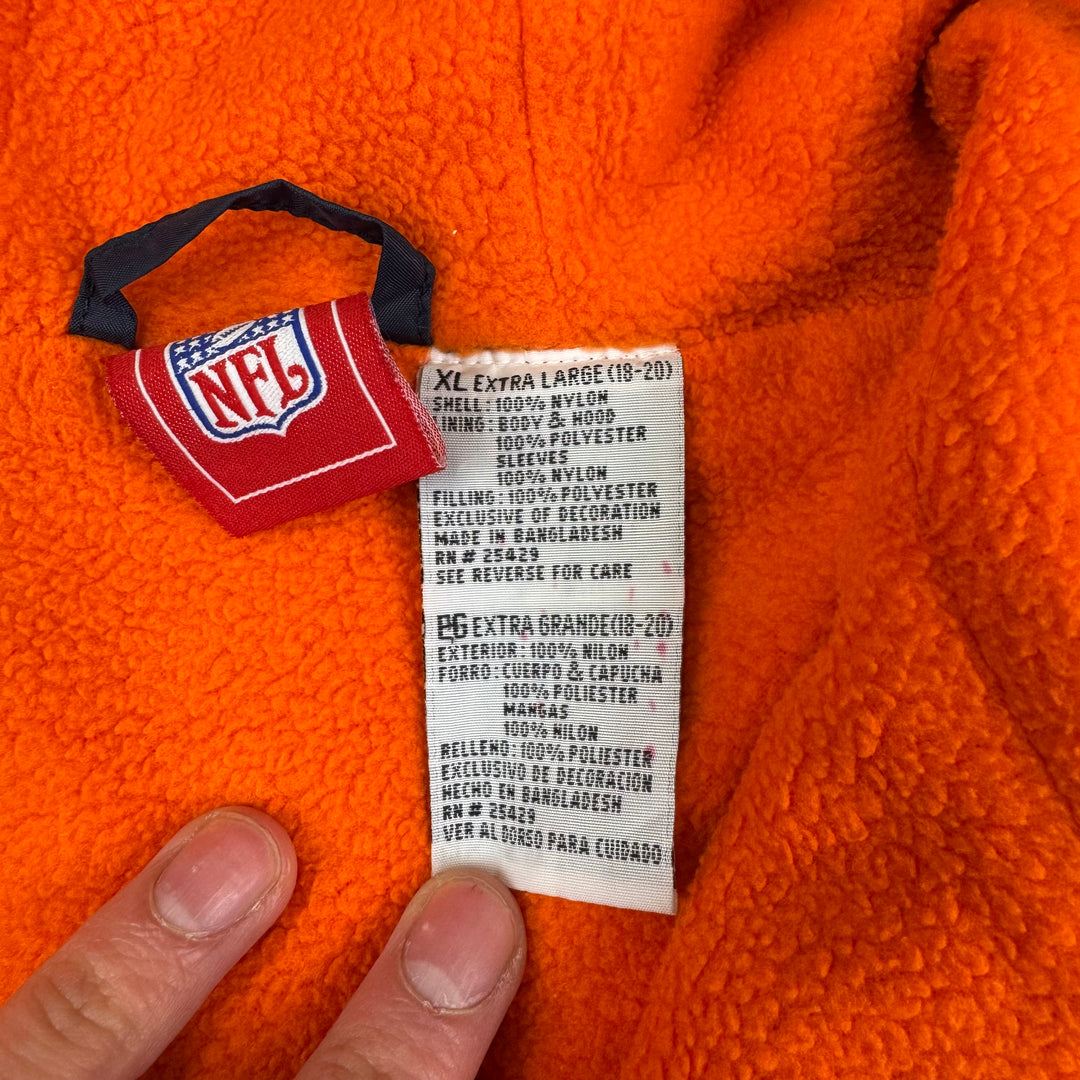 NFL
XL EXTRA LARGE (18-20)
SHELL: 100% NYLON
LINING: BODY & HOOD
100% POLYESTER
SLEEVES
100% NYLON
FILLING: 100% POLYESTER
EXCLUSIVE OF DECORATION
MADE IN BANGLADESH
RN # 25429
SEE REVERSE FOR CARE
EG EXTRA GRANDE (18-20)
EXTERIOR: 100% NILON
FORRO: CUERPO & CAPUCHA
100% POLIESTER
MANGAS
100% NILON
RELLENO: 100% POLIESTER
EXCLUSIVO DE DECORACION
HECHO EN BANGLADESH
RN # 25429
VER AL DORSO PARA CUIDADO